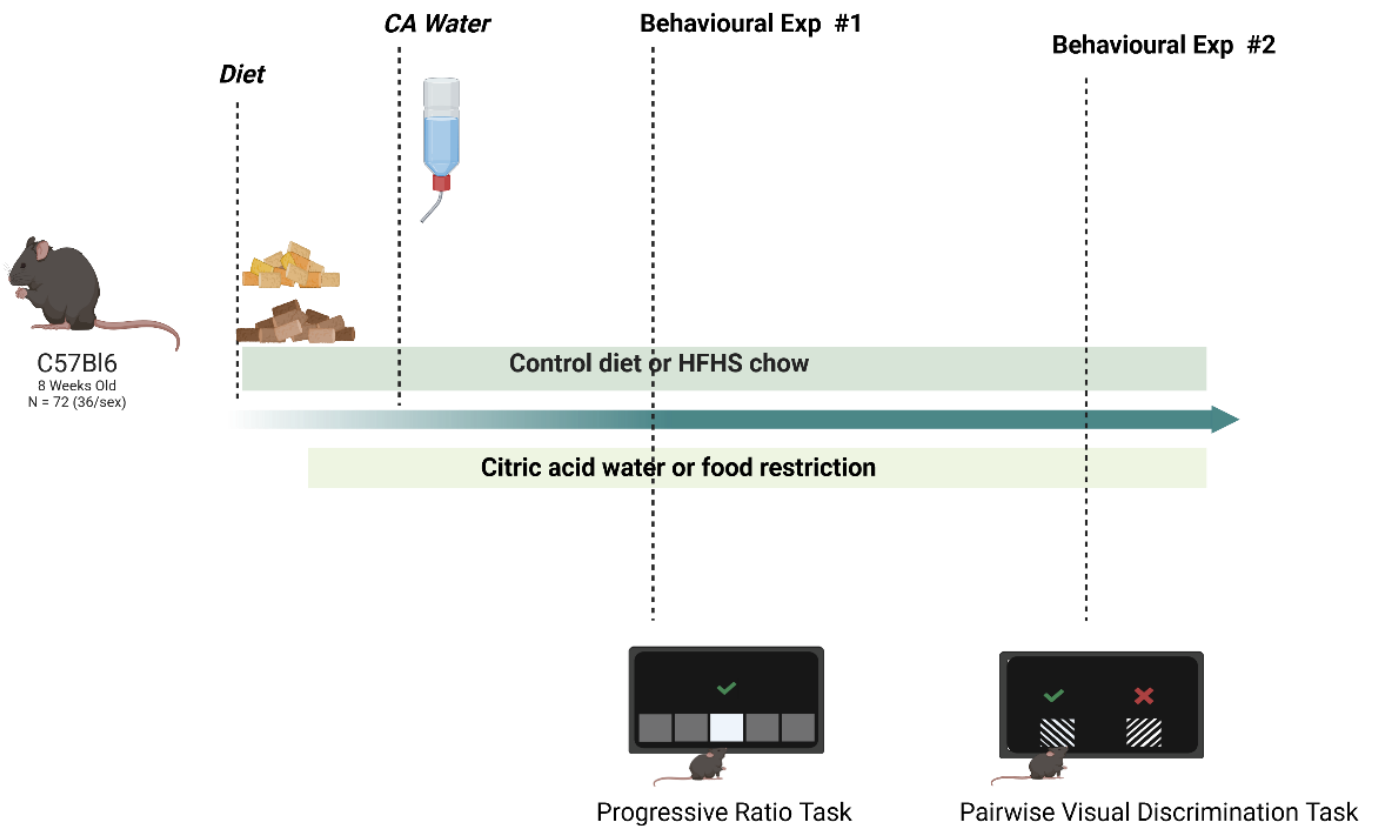 CA Water
Behavioural Exp #1
Behavioural Exp #2
Diet
C57Bl6
8 Weeks Old
N = 72 (36/sex)
Control diet or HFHS chow
Citric acid water or food restriction
Progressive Ratio Task
Pairwise Visual Discrimination Task